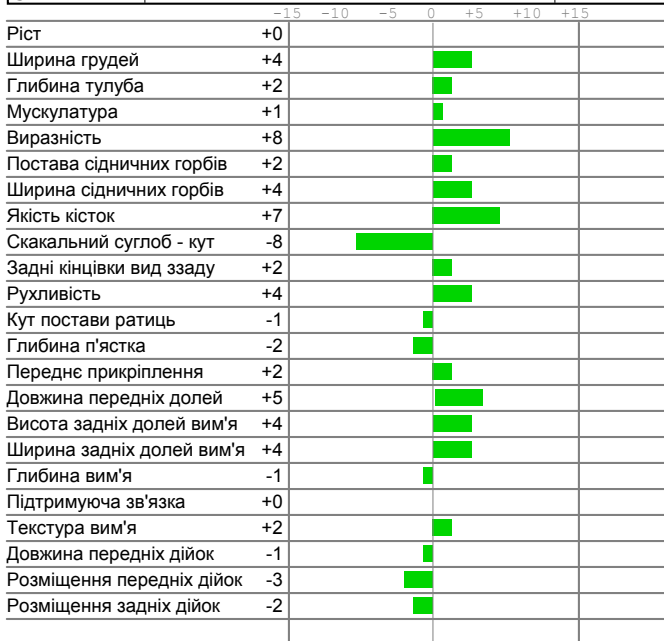 -15 -10 -5 0 +5 +10 +15
Ріст +0
Ширина грудей +4
Глибина тулуба +2
Мускулатура +1
Виразність +8
Постава сідничних горбів +2
Ширина сідничних горбів +4
Якість кісток +7
Скакальний суглоб - кут -8
Задні кінцівки вид ззаду +2
Рухливість +4
Кут постави ратиць -1
Глибина п'ястка -2
Переднє прикріплення +2
Довжина передніх долей +5
Висота задніх долей вим'я +4
Ширина задніх долей вим'я +4
Глибина вим'я -1
Підтримуюча зв'язка +0
Текстура вим'я +2
Довжина передніх дійок -1
Розміщення передніх дійок -3
Розміщення задніх дійок -2